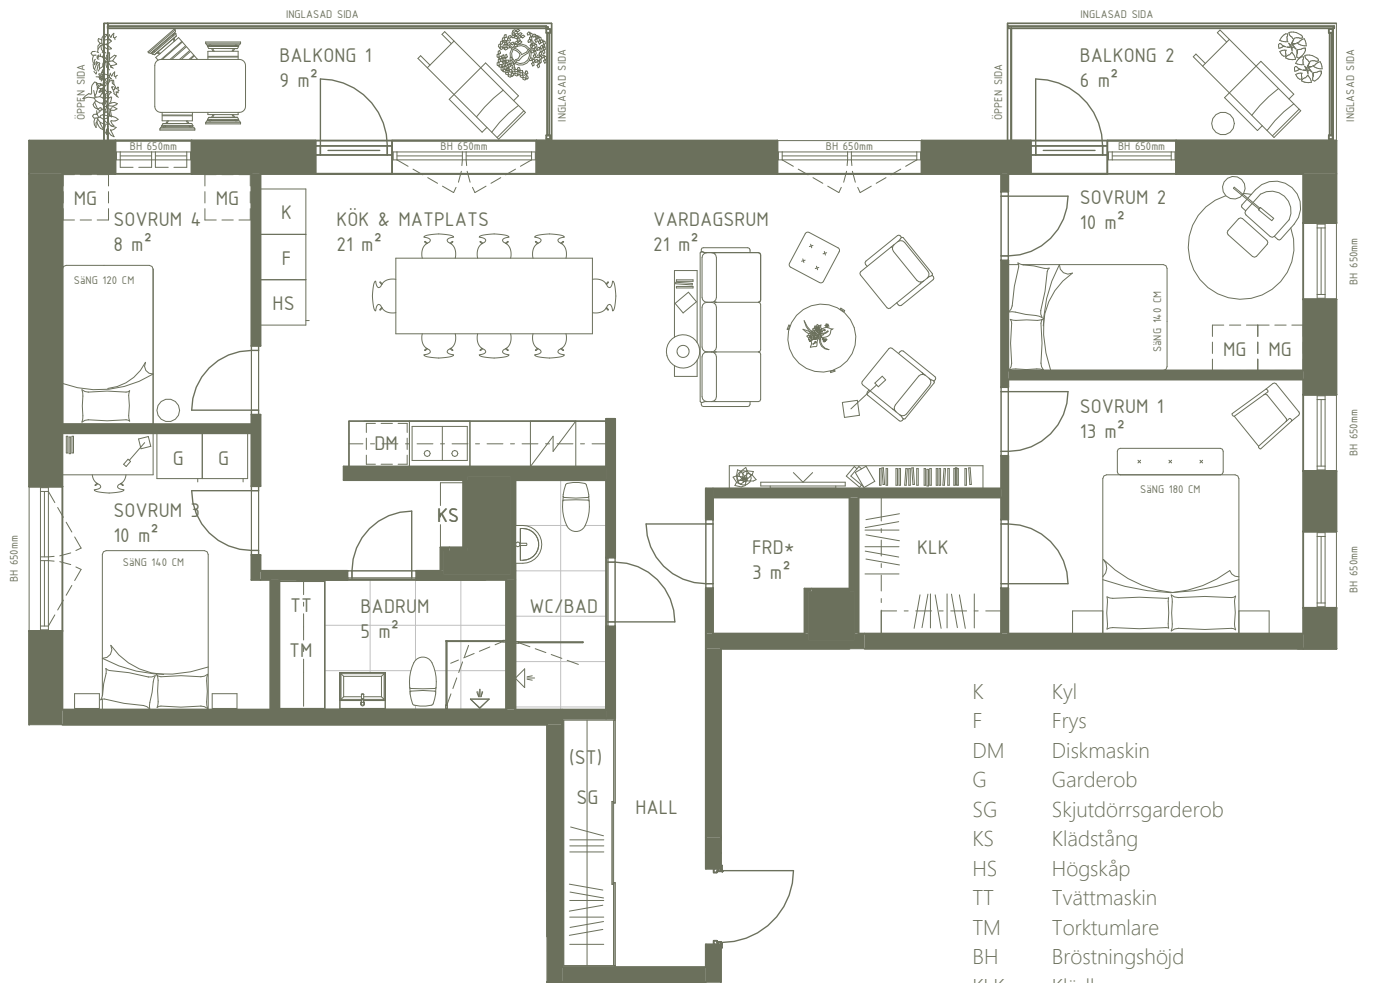 INGLASAD SIDA
INGLASAD SIDA
ÖPPEN SIDA
BALKONG 1
9 m²
INGLASAD SIDA
ÖPPEN SIDA
BALKONG 2
6 m²
INGLASAD SIDA
BH 650mm
BH 650mm
BH 650mm
BH 650mm
MG
MG
SOVRUM 4
8 m²
SäNG 120 CM
K
F
HS
KÖK & MATPLATS
21 m²
VARDAGSRUM
21 m²
SOVRUM 2
10 m²
SäNG 140 CM
MG
MG
BH 650mm
SOVRUM 1
13 m²
SäNG 180 CM
BH 650mm
BH 650mm
DM
G
G
SOVRUM 3
10 m²
SäNG 140 CM
BH 650mm
KS
TT
TM
BADRUM
5 m²
WC/BAD
FRD*
3 m²
KLK
(ST)
SG
HALL
K Kyl
F Frys
DM Diskmaskin
G Garderob
SG Skjutdörrsgarderob
KS Klädstång
HS Högskåp
TT Tvättmaskin
TM Torktumlare
BH Bröstningshöjd